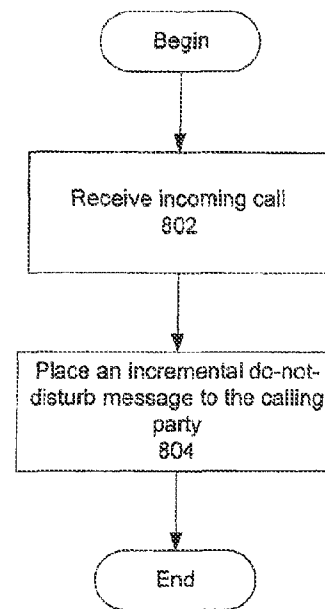 Begin
Receive incoming call
802
Place an incremental do-not-
disturb message to the calling
party
804
End